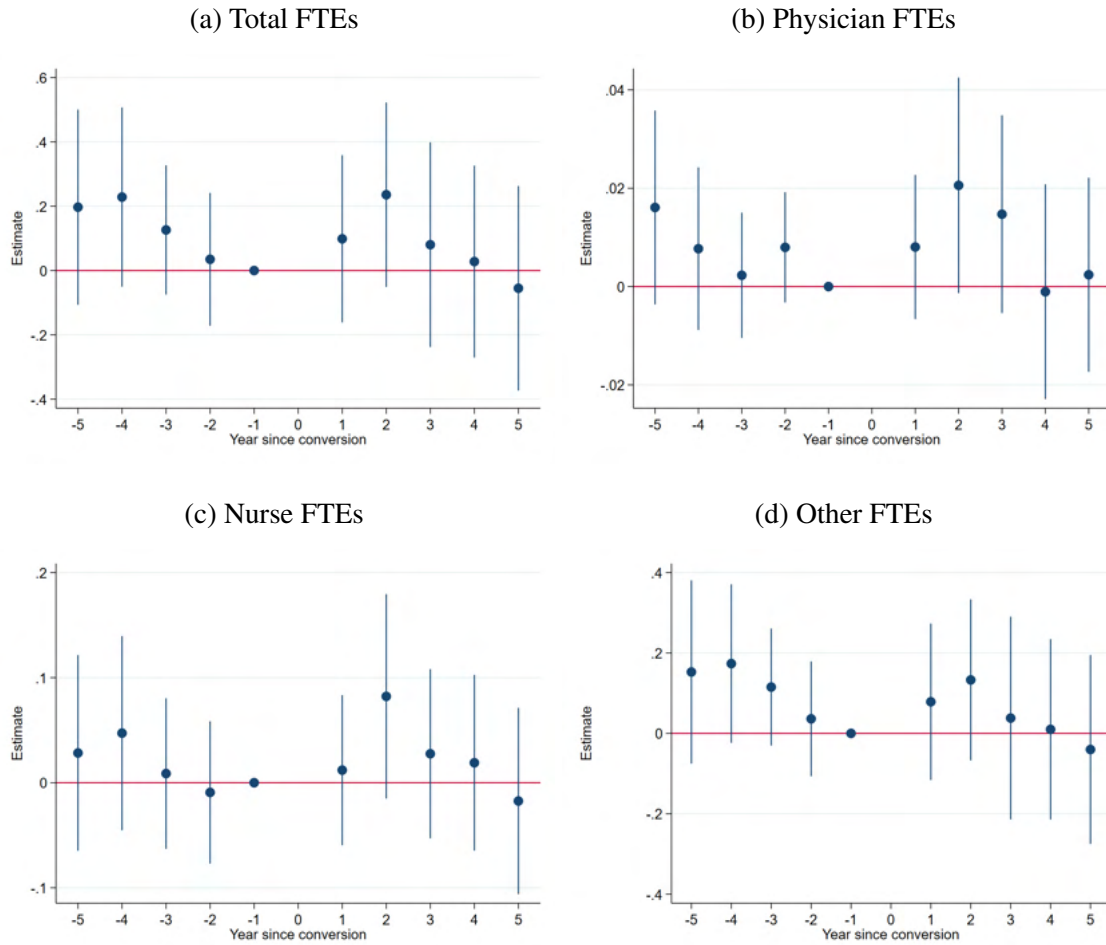 (a) Total FTEs
.6
.4
.2
0
-.2
-.4
Estimate
-5 -4 -3 -2 -1 0 1 2 3 4 5
Year since conversion
(b) Physician FTEs
.04
.02
0
-.02
Estimate
-5 -4 -3 -2 -1 0 1 2 3 4 5
Year since conversion
(c) Nurse FTEs
.2
.1
0
-.1
Estimate
-5 -4 -3 -2 -1 0 1 2 3 4 5
Year since conversion
(d) Other FTEs
.4
.2
0
-.2
-.4
Estimate
-5 -4 -3 -2 -1 0 1 2 3 4 5
Year since conversion